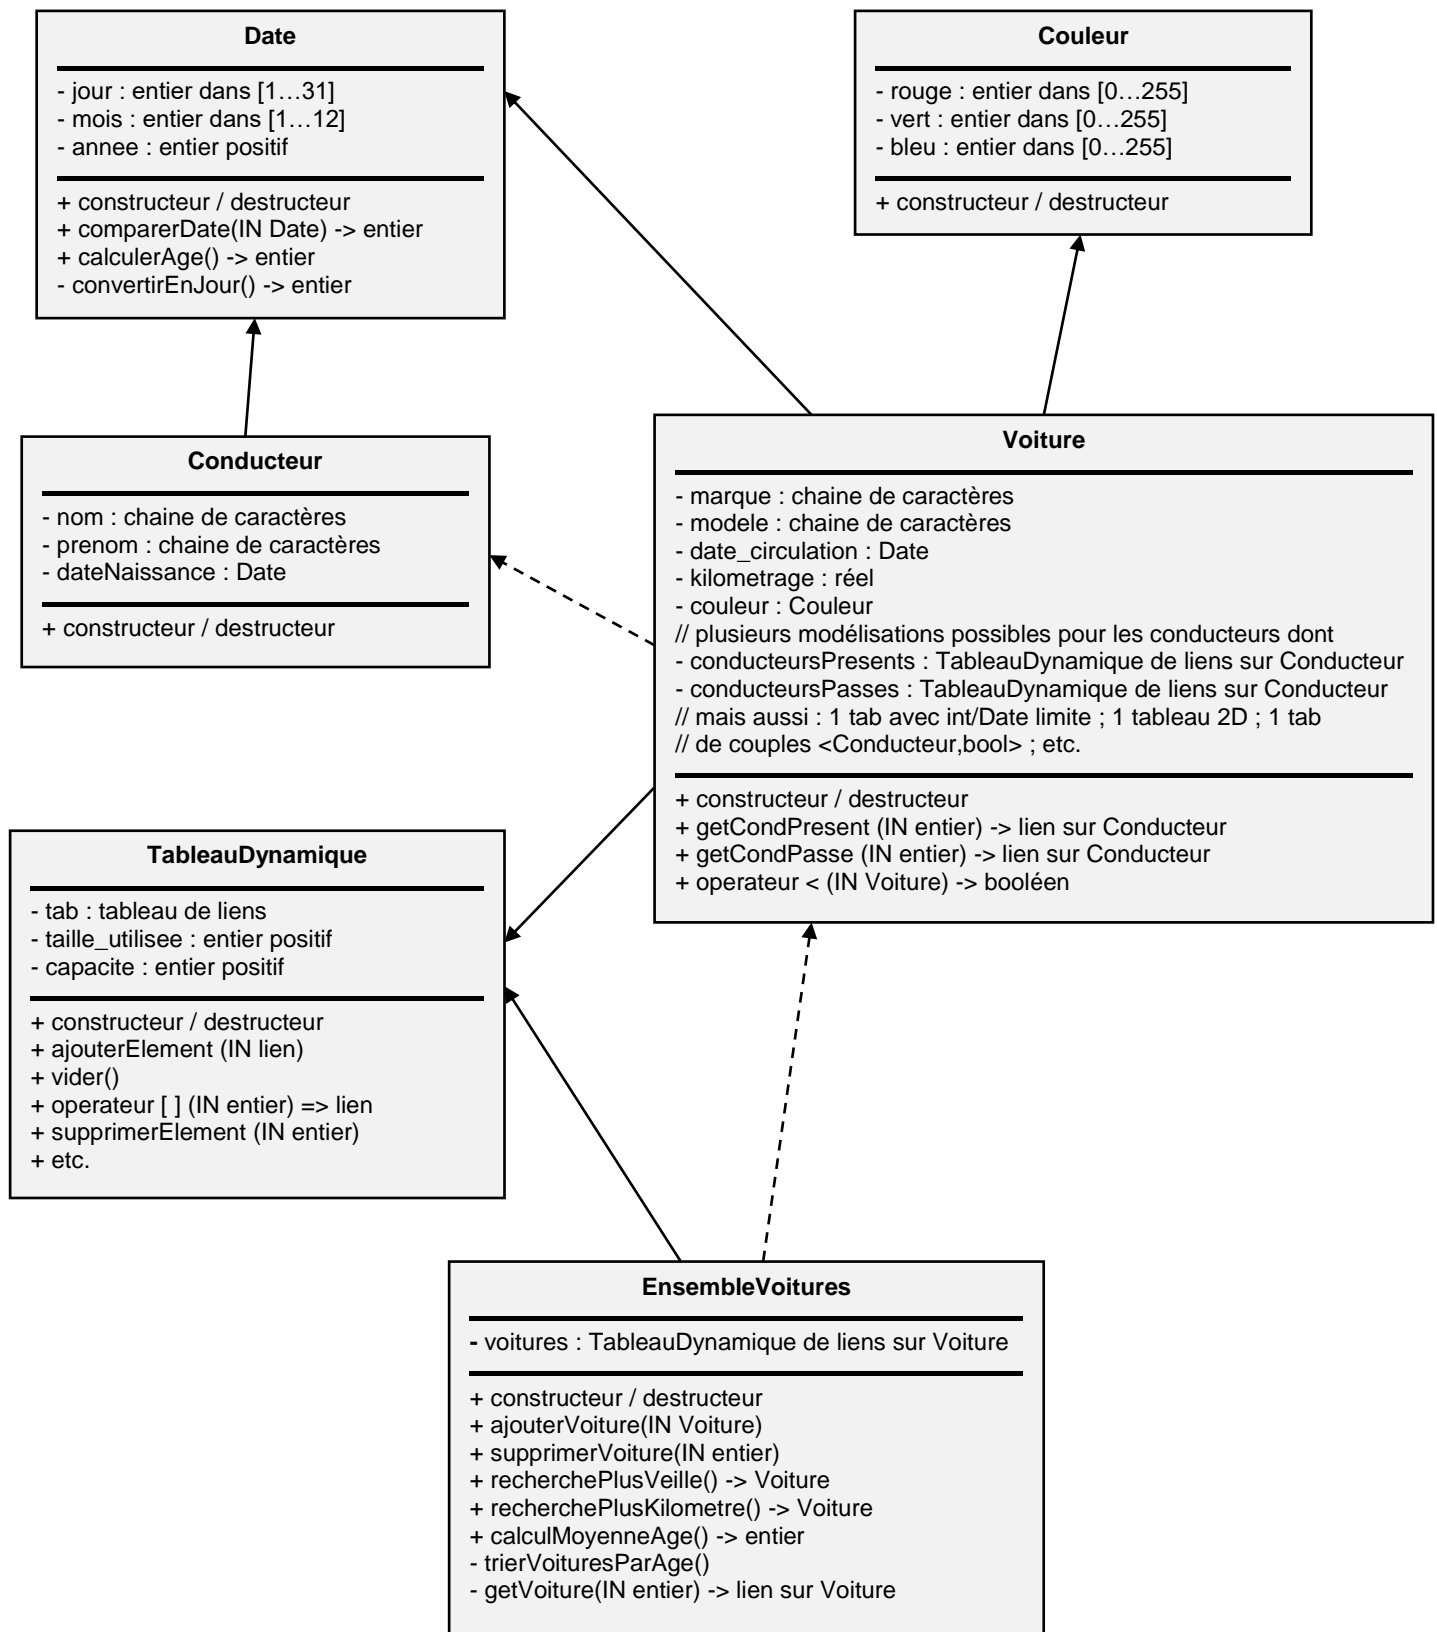 Date
- jour : entier dans [1…31]
- mois : entier dans [1…12]
- annee : entier positif
+ constructeur / destructeur
+ comparerDate(IN Date) -> entier
+ calculerAge() -> entier
- convertirEnJour() -> entier
Couleur
- rouge : entier dans [0…255]
- vert : entier dans [0…255]
- bleu : entier dans [0…255]
+ constructeur / destructeur
Conducteur
- nom : chaine de caractères
- prenom : chaine de caractères
- dateNaissance : Date
+ constructeur / destructeur
Voiture
- marque : chaine de caractères
- modele : chaine de caractères
- date_circulation : Date
- kilometrage : réel
- couleur : Couleur
// plusieurs modélisations possibles pour les conducteurs dont
- conducteursPresents : TableauDynamique de liens sur Conducteur
- conducteursPasses : TableauDynamique de liens sur Conducteur
// mais aussi : 1 tab avec int/Date limite ; 1 tableau 2D ; 1 tab
// de couples <Conducteur,bool> ; etc.
+ constructeur / destructeur
+ getCondPresent (IN entier) -> lien sur Conducteur
+ getCondPasse (IN entier) -> lien sur Conducteur
+ operateur < (IN Voiture) -> booléen
TableauDynamique
- tab : tableau de liens
- taille_utilisee : entier positif
- capacite : entier positif
+ constructeur / destructeur
+ ajouterElement (IN lien)
+ vider()
+ operateur [ ] (IN entier) => lien
+ supprimerElement (IN entier)
+ etc.
EnsembleVoitures
- voitures : TableauDynamique de liens sur Voiture
+ constructeur / destructeur
+ ajouterVoiture(IN Voiture)
+ supprimerVoiture(IN entier)
+ recherchePlusVeille() -> Voiture
+ recherchePlusKilometre() -> Voiture
+ calculMoyenneAge() -> entier
- trierVoituresParAge()
- getVoiture(IN entier) -> lien sur Voiture